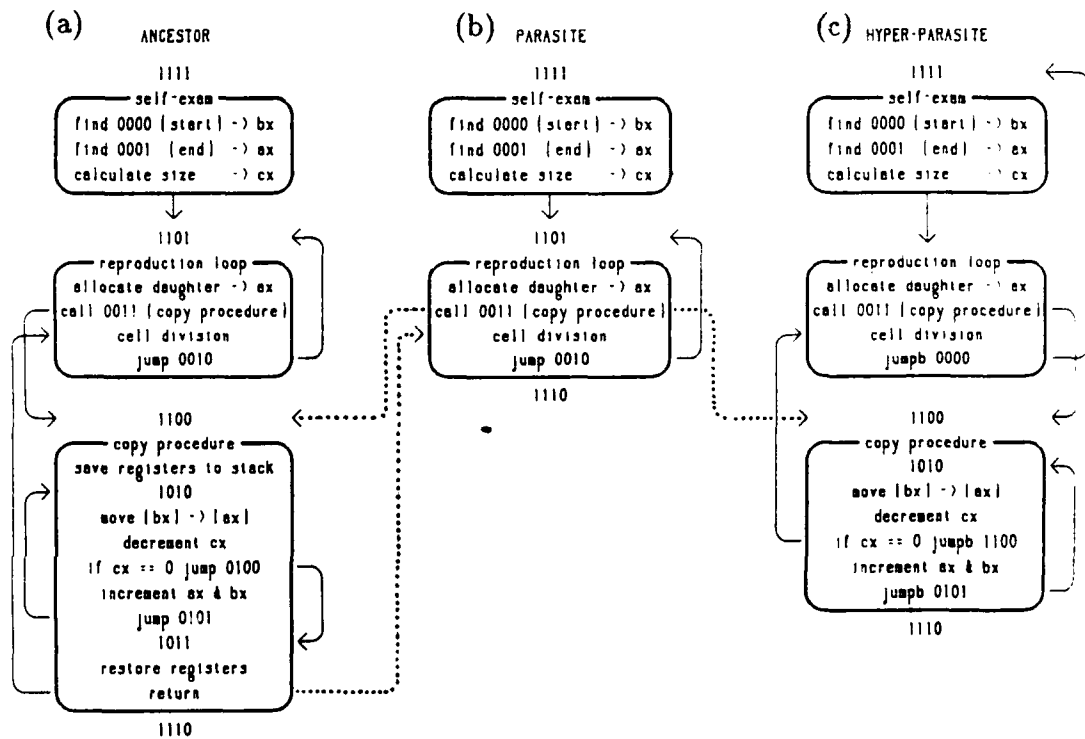 (a) ANCESTOR
1111
self-exam
find 0000 [start] -> bx
find 0001 [end] -> ax
calculate size -> cx
1101
reproduction loop
allocate daughter -> ax
call 0011 (copy procedure)
cell division
jump 0010
1100
copy procedure
save registers to stack
1010
move [bx] -> [ax]
decrement cx
if cx == 0 jump 0100
increment ax & bx
jump 0101
1011
restore registers
return
1110
(b) PARASITE
1111
self-exam
find 0000 [start] -> bx
find 0001 [end] -> ax
calculate size -> cx
1101
reproduction loop
allocate daughter -> ax
call 0011 (copy procedure)
cell division
jump 0010
1110
(c) HYPER-PARASITE
1111
self-exam
find 0000 [start] -> bx
find 0001 [end] -> ax
calculate size -> cx
reproduction loop
allocate daughter -> ax
call 0011 (copy procedure)
cell division
jumpb 0000
1100
copy procedure
1010
move [bx] -> [ax]
decrement cx
if cx == 0 jumpb 1100
increment ax & bx
jumpb 0101
1110